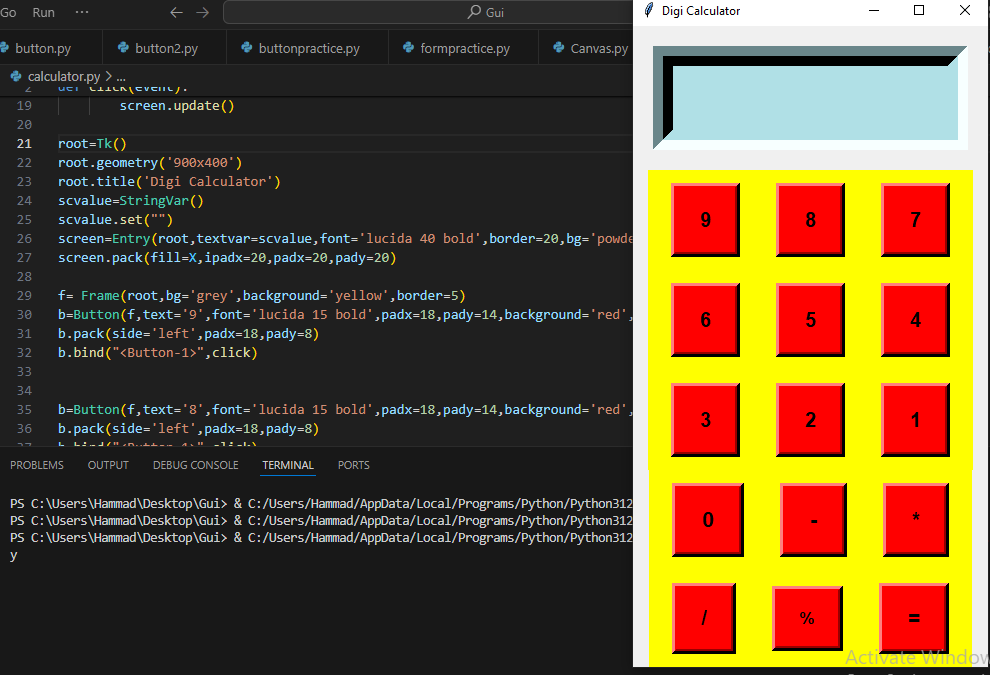 Go Run ··· Gui
button.py button2.py buttonpractice.py formpractice.py Canvas.py
calculator.py > ...
2 def click(event):
19 screen.update()
20
21 root=Tk()
22 root.geometry('900x400')
23 root.title('Digi Calculator')
24 scvalue=StringVar()
25 scvalue.set("")
26 screen=Entry(root,textvar=scvalue,font='lucida 40 bold',border=20,bg='powde
27 screen.pack(fill=X,ipadx=20,padx=20,pady=20)
28
29 f= Frame(root,bg='grey',background='yellow',border=5)
30 b=Button(f,text='9',font='lucida 15 bold',padx=18,pady=14,background='red',
31 b.pack(side='left',padx=18,pady=8)
32 b.bind("<Button-1>",click)
33
34
35 b=Button(f,text='8',font='lucida 15 bold',padx=18,pady=14,background='red',
36 b.pack(side='left',padx=18,pady=8)
37 b.bind("<Button-1>",click)
PROBLEMS OUTPUT DEBUG CONSOLE TERMINAL PORTS
PS C:\Users\Hammad\Desktop\Gui> & C:/Users/Hammad/AppData/Local/Programs/Python/Python312
PS C:\Users\Hammad\Desktop\Gui> & C:/Users/Hammad/AppData/Local/Programs/Python/Python312
PS C:\Users\Hammad\Desktop\Gui> & C:/Users/Hammad/AppData/Local/Programs/Python/Python312
y
Digi Calculator
9 8 7
6 5 4
3 2 1
0 - *
/ % =
Activate Window